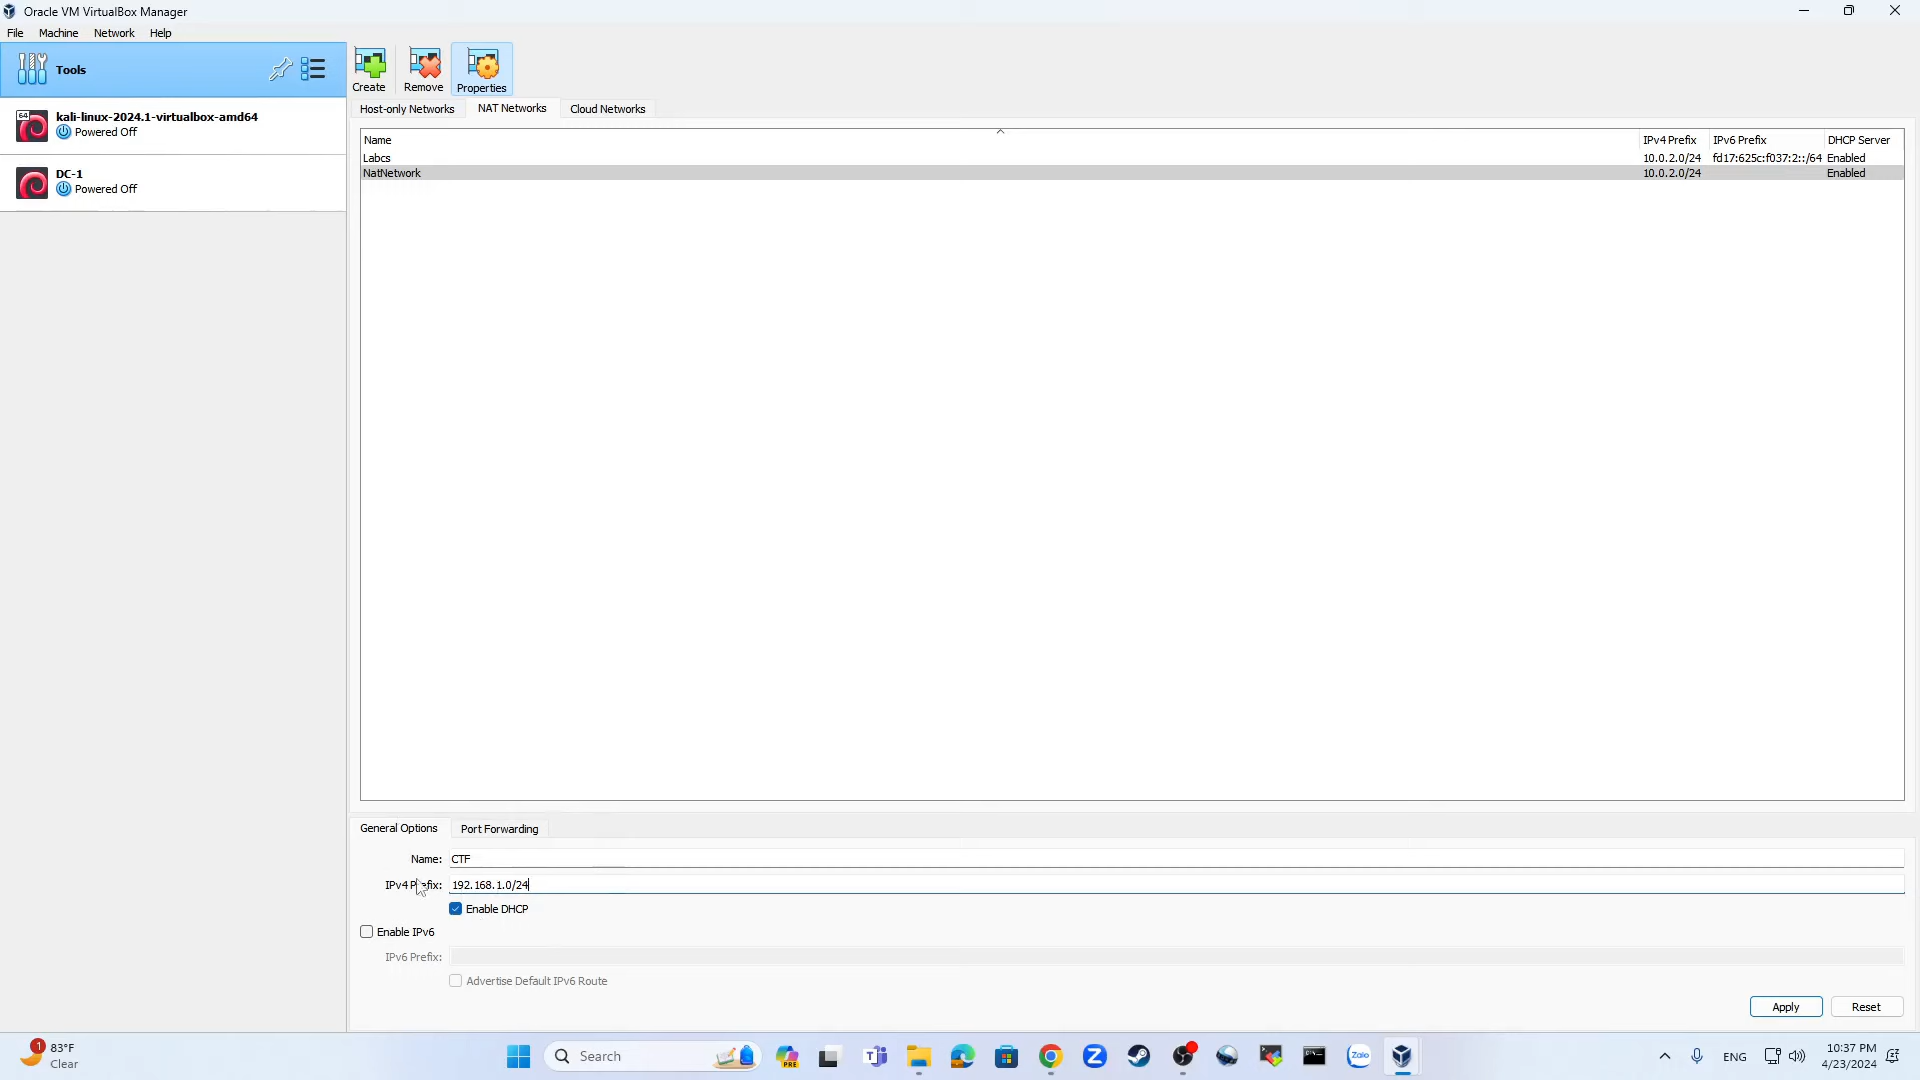 Oracle VM VirtualBox Manager
File Machine Network Help
Tools
Create Remove Properties
64 kali-linux-2024.1-virtualbox-amd64
Powered Off
DC-1
Powered Off
Host-only Networks NAT Networks Cloud Networks
Name IPv4 Prefix IPv6 Prefix DHCP Server
Labcs 10.0.2.0/24 fd17:625c:f037:2::/64 Enabled
NatNetwork 10.0.2.0/24 Enabled
General Options Port Forwarding
Name: CTF
IPv4 Prefix: 192.168.1.0/24
Enable DHCP
Enable IPv6
IPv6 Prefix:
Advertise Default IPv6 Route
Apply Reset
1 83°F
Clear
Search
PRE
Zalo
ENG
10:37 PM
4/23/2024